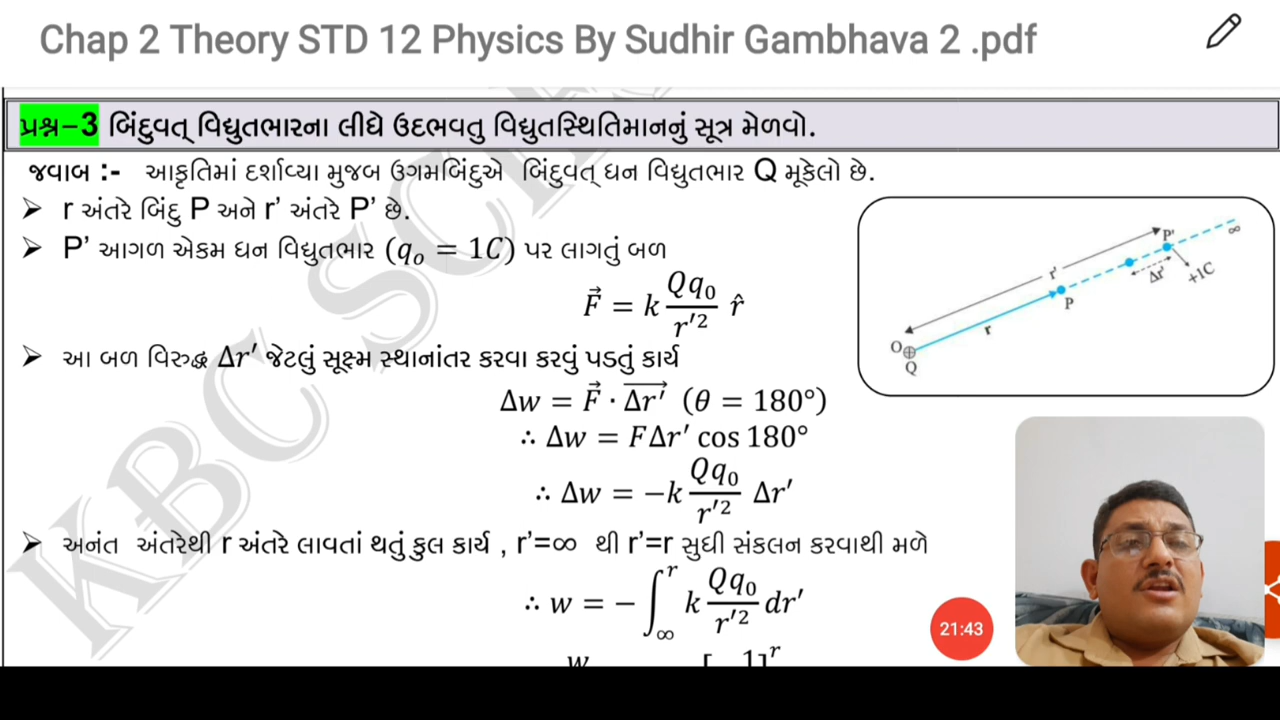 Chap 2 Theory STD 12 Physics By Sudhir Gambhava 2 .pdf
પ્રશ્ન–3 બિંદુવત્ વિદ્યુતભારના લીધે ઉદભવતુ વિદ્યુતસ્થિતિમાનનું સૂત્ર મેળવો.
જવાબ :- આકૃતિમાં દર્શાવ્યા મુજબ ઉગમબિંદુએ બિંદુવત્ ધન વિદ્યુતભાર Q મૂકેલો છે.
➢ r અંતરે બિંદુ P અને r’ અંતરે P’ છે.
➢ P’ આગળ એકમ ધન વિદ્યુતભાર (qₒ = 1C) પર લાગતું બળ
F⃗ = k Qq₀/r′² r̂
➢ આ બળ વિરુદ્ધ Δr′ જેટલું સૂક્ષ્મ સ્થાનાંતર કરવા કરવું પડતું કાર્ય
Δw = F⃗ · Δr′⃗ (θ = 180°)
∴ Δw = FΔr′ cos 180°
∴ Δw = −k Qq₀/r′² Δr′
➢ અનંત અંતરેથી r અંતરે લાવતાં થતું કુલ કાર્ય , r’=∞ થી r’=r સુધી સંકલન કરવાથી મળે
∴ w = − ∫_∞^r k Qq₀/r′² dr′
P'
∞
r'
Δr'
+1C
P
r
O
Q
KBC
21:43